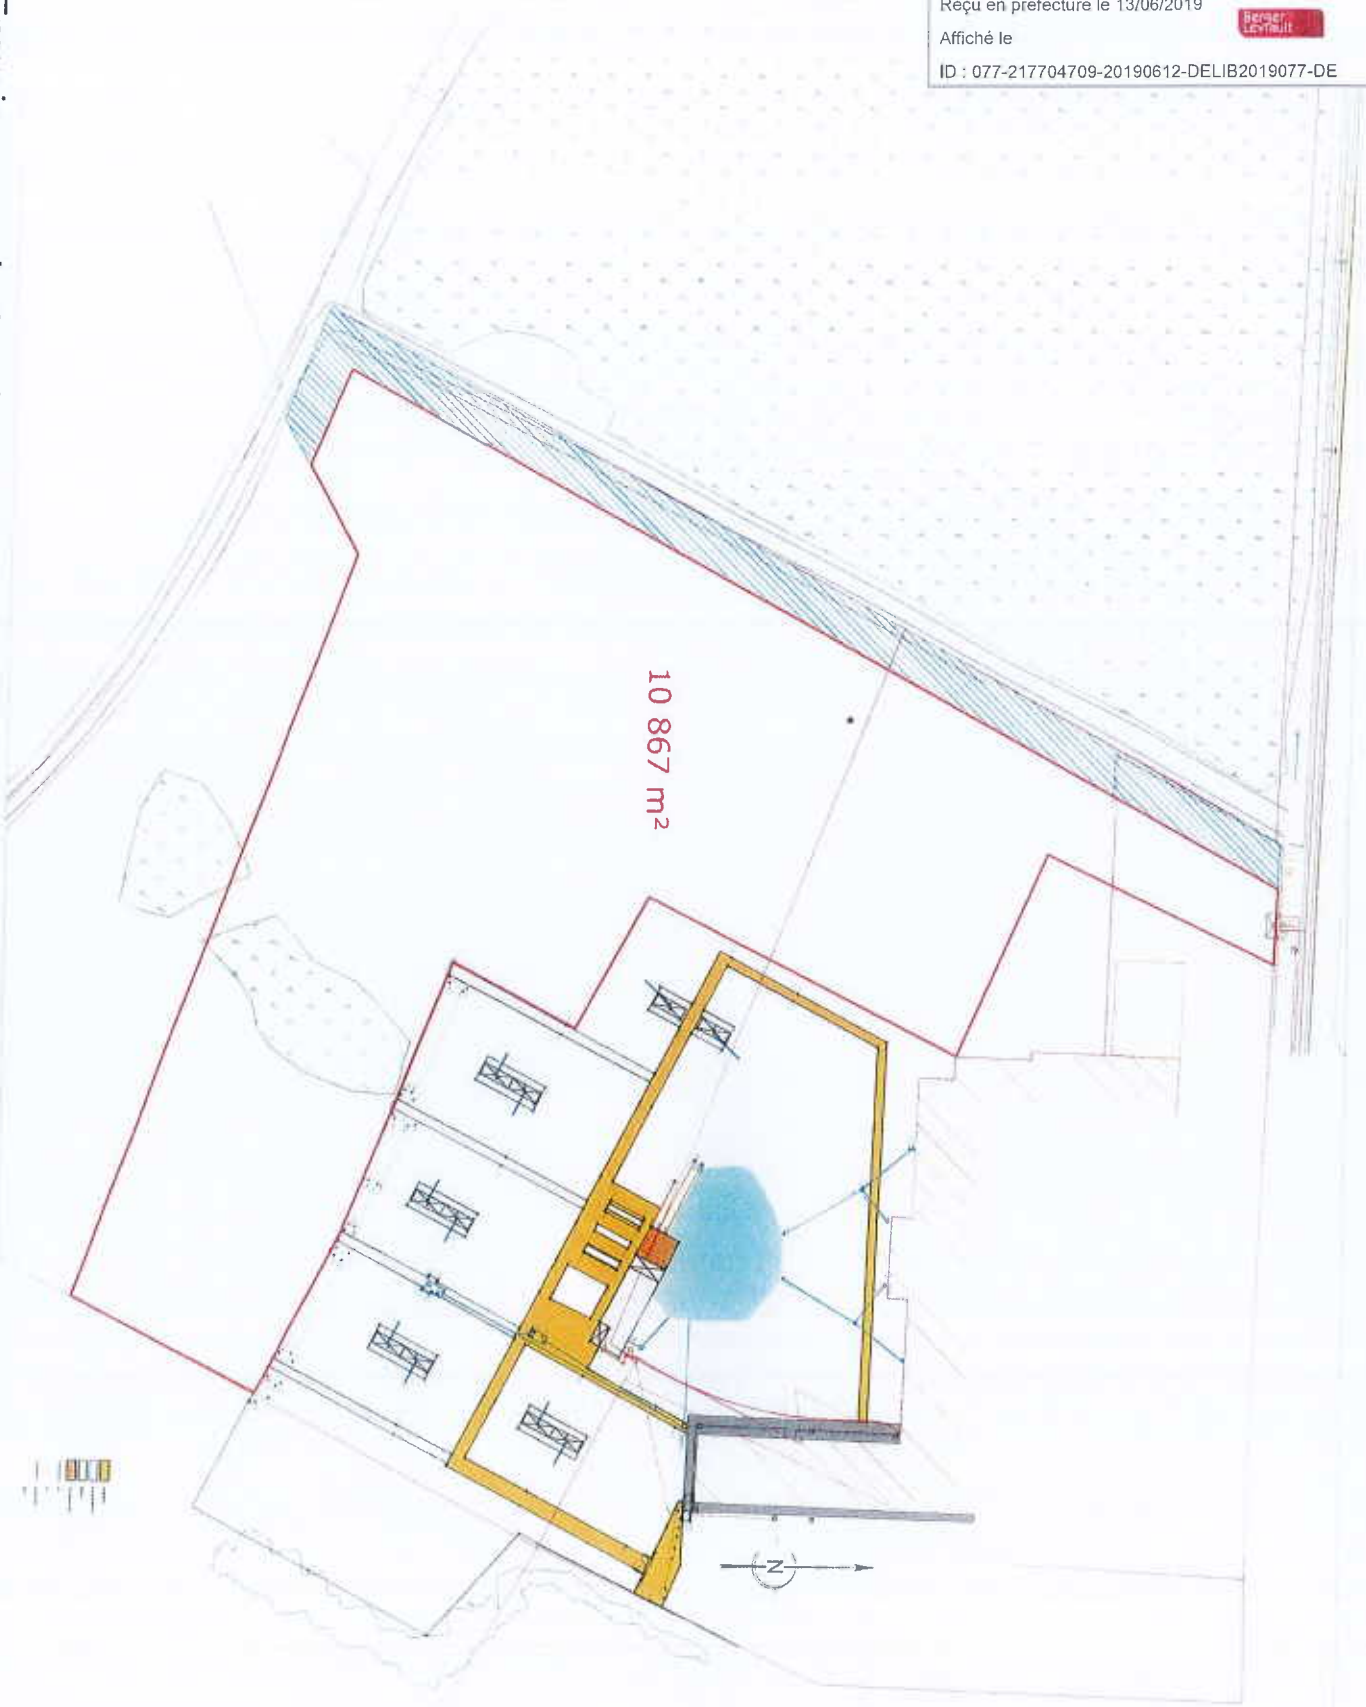 Reçu en préfecture le 13/06/2019
Affiché le
Berger Levrault
ID : 077-217704709-20190612-DELIB2019077-DE
10 867 m²
N